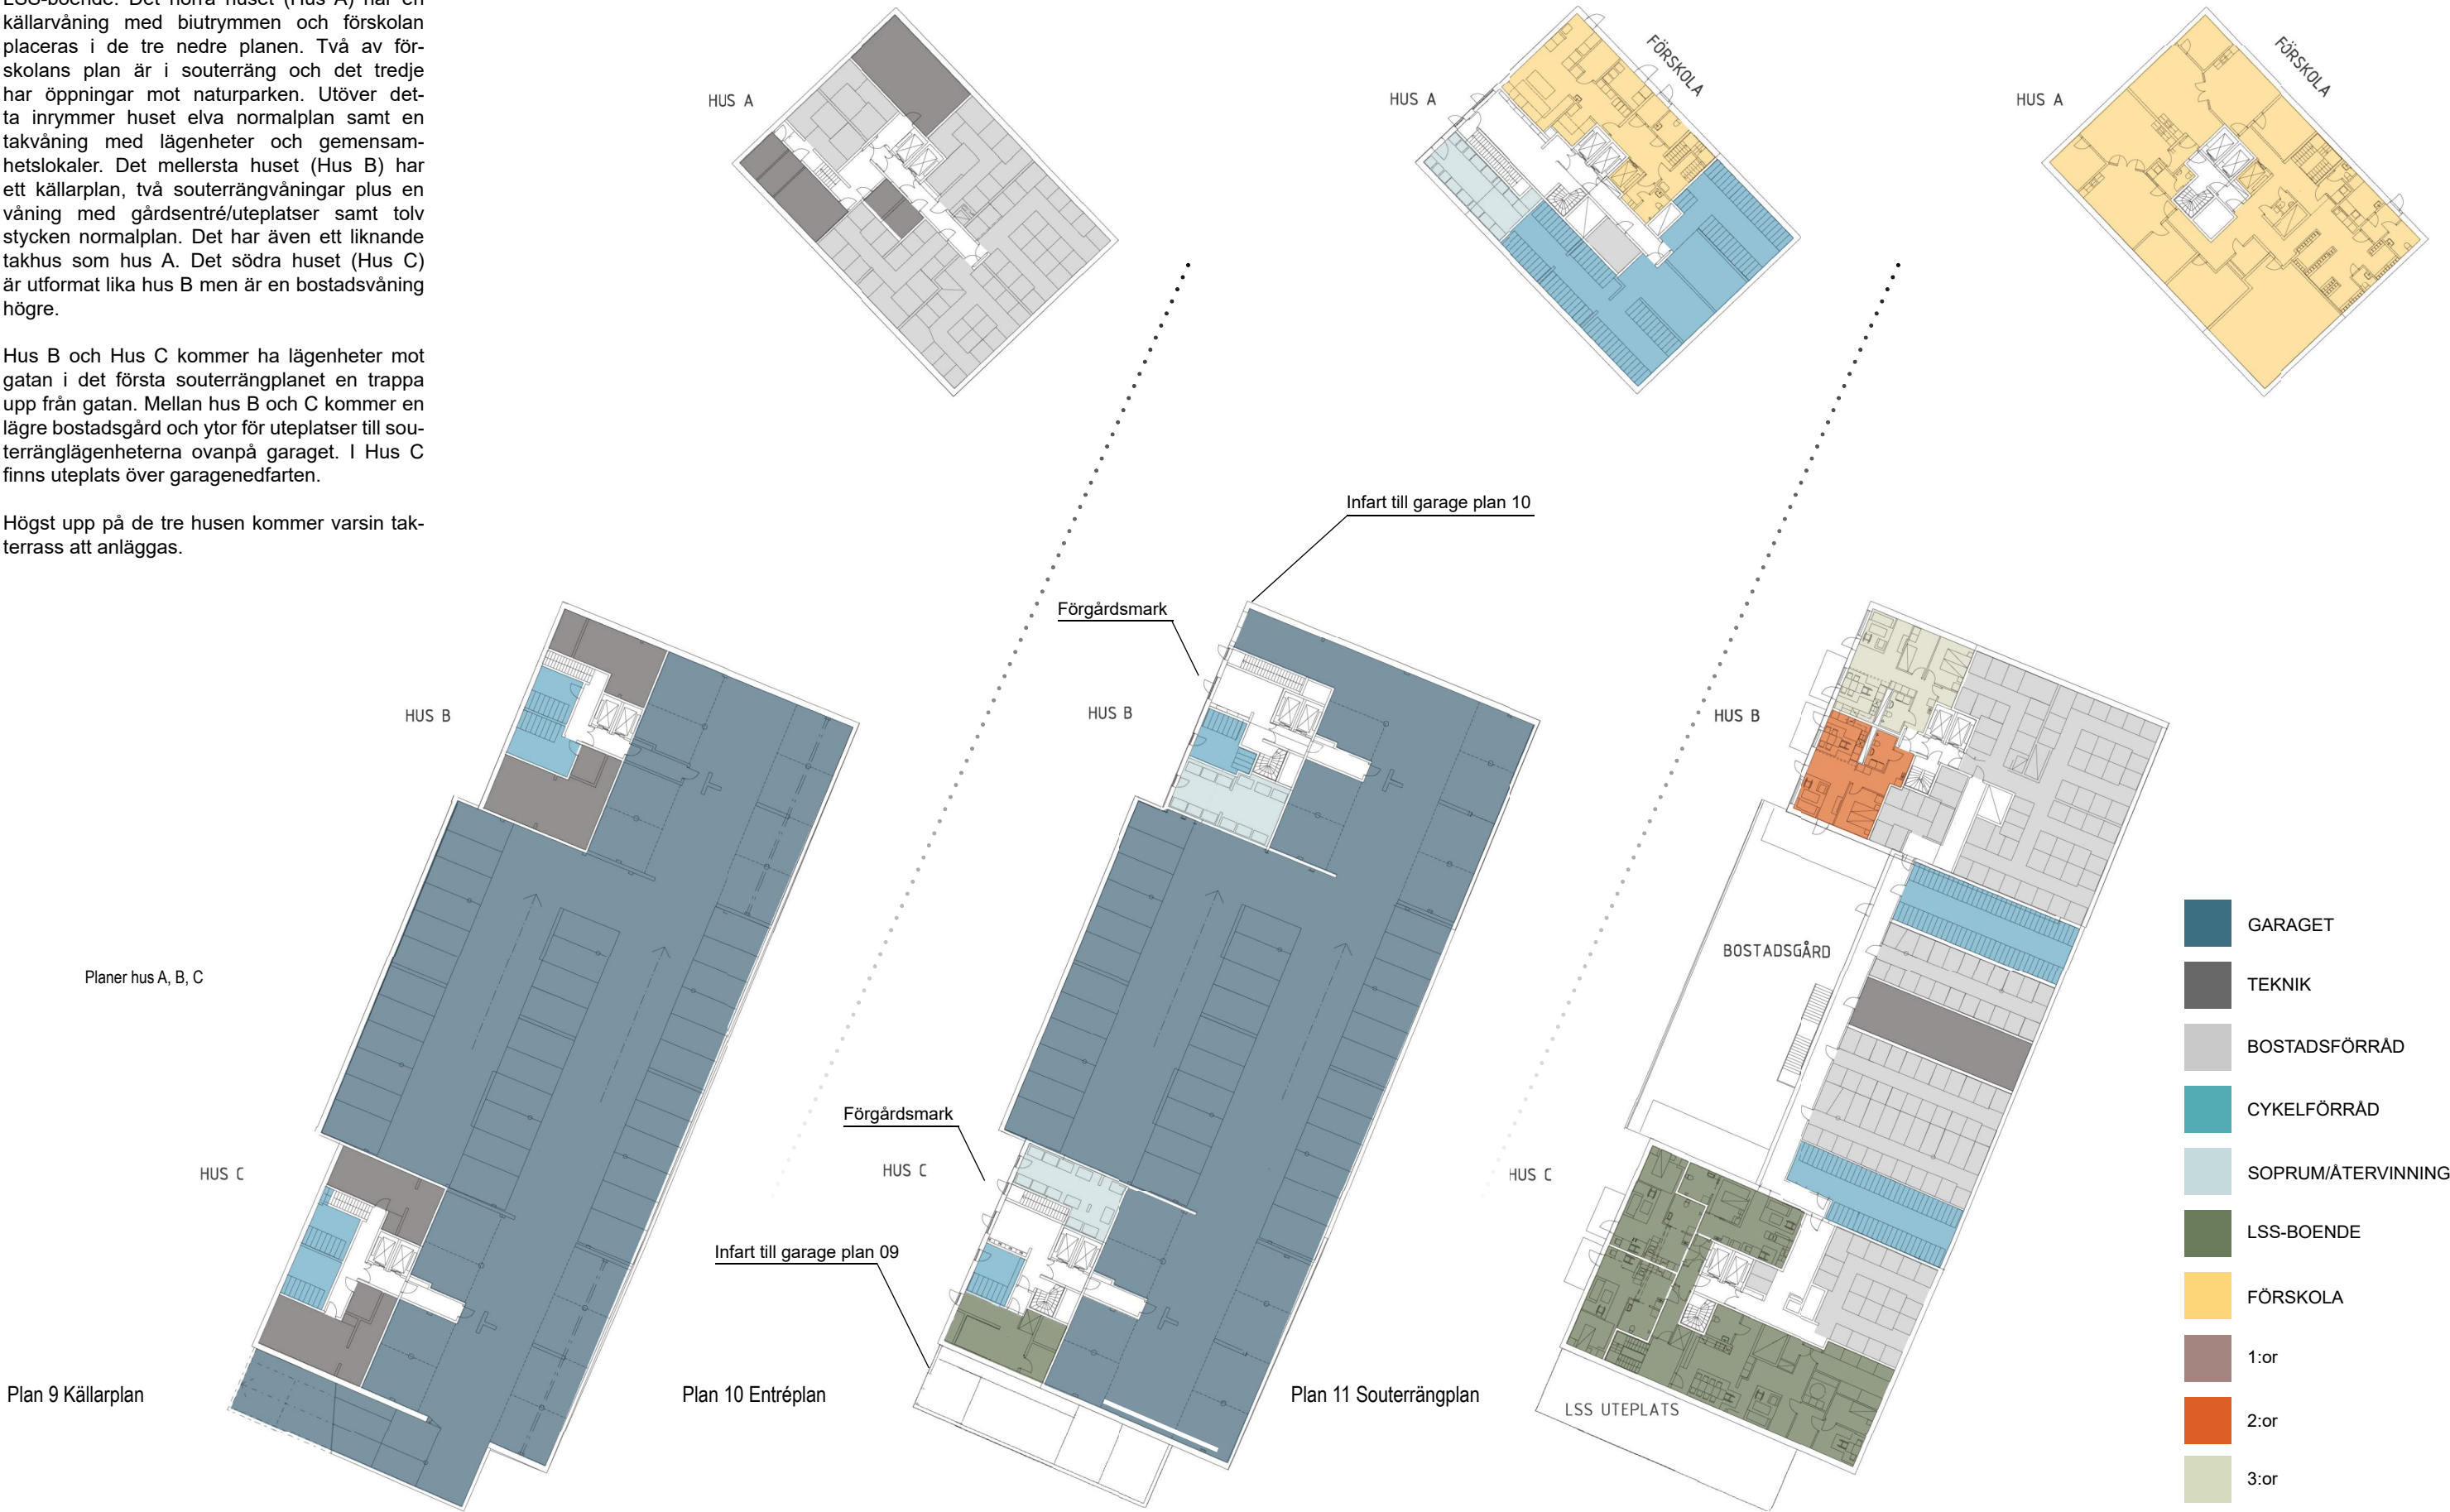 LSS-boende. Det norra huset (Hus A) har en
källarvåning med biutrymmen och förskolan
placeras i de tre nedre planen. Två av för-
skolans plan är i souterräng och det tredje
har öppningar mot naturparken. Utöver det-
ta inrymmer huset elva normalplan samt en
takvåning med lägenheter och gemensam-
hetslokaler. Det mellersta huset (Hus B) har
ett källarplan, två souterrängvåningar plus en
våning med gårdsentré/uteplatser samt tolv
stycken normalplan. Det har även ett liknande
takhus som hus A. Det södra huset (Hus C)
är utformat lika hus B men är en bostadsvåning
högre.
Hus B och Hus C kommer ha lägenheter mot
gatan i det första souterrängplanet en trappa
upp från gatan. Mellan hus B och C kommer en
lägre bostadsgård och ytor för uteplatser till sou-
terränglägenheterna ovanpå garaget. I Hus C
finns uteplats över garagenedfarten.
Högst upp på de tre husen kommer varsin tak-
terrass att anläggas.
HUS A
HUS A
FÖRSKOLA
HUS A
FÖRSKOLA
Infart till garage plan 10
Förgårdsmark
HUS B
HUS B
HUS B
Planer hus A, B, C
BOSTADSGÅRD
Förgårdsmark
HUS C
HUS C
HUS C
Infart till garage plan 09
LSS UTEPLATS
Plan 9 Källarplan
Plan 10 Entréplan
Plan 11 Souterrängplan
GARAGET
TEKNIK
BOSTADSFÖRRÅD
CYKELFÖRRÅD
SOPRUM/ÅTERVINNING
LSS-BOENDE
FÖRSKOLA
1:or
2:or
3:or